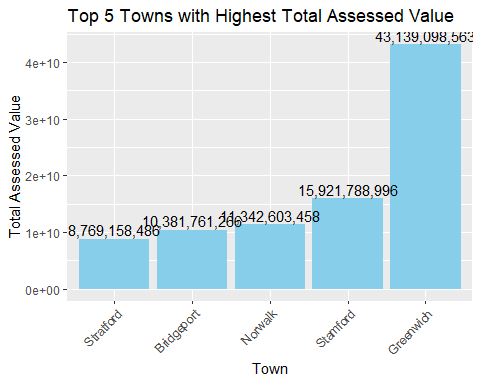 Top 5 Towns with Highest Total Assessed Value
43,139,098,563
15,921,788,996
11,342,603,458
10,381,761,266
8,769,158,486
4e+10
3e+10
2e+10
1e+10
0e+00
Total Assessed Value
Stratford
Bridgeport
Norwalk
Stamford
Greenwich
Town